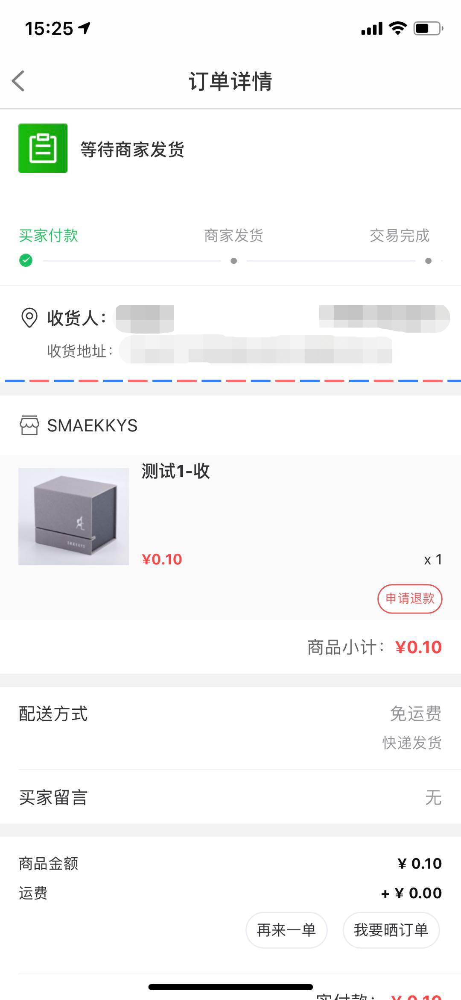 15:25
订单详情
等待商家发货
买家付款 商家发货 交易完成
收货人：
收货地址：
SMAEKKYS
测试1-收
SMAEKKYS
¥0.10 x 1
申请退款
商品小计： ¥0.10
配送方式 免运费
快递发货
买家留言 无
商品金额 ¥ 0.10
运费 + ¥ 0.00
再来一单 我要晒订单
实付款： ¥ 0.10